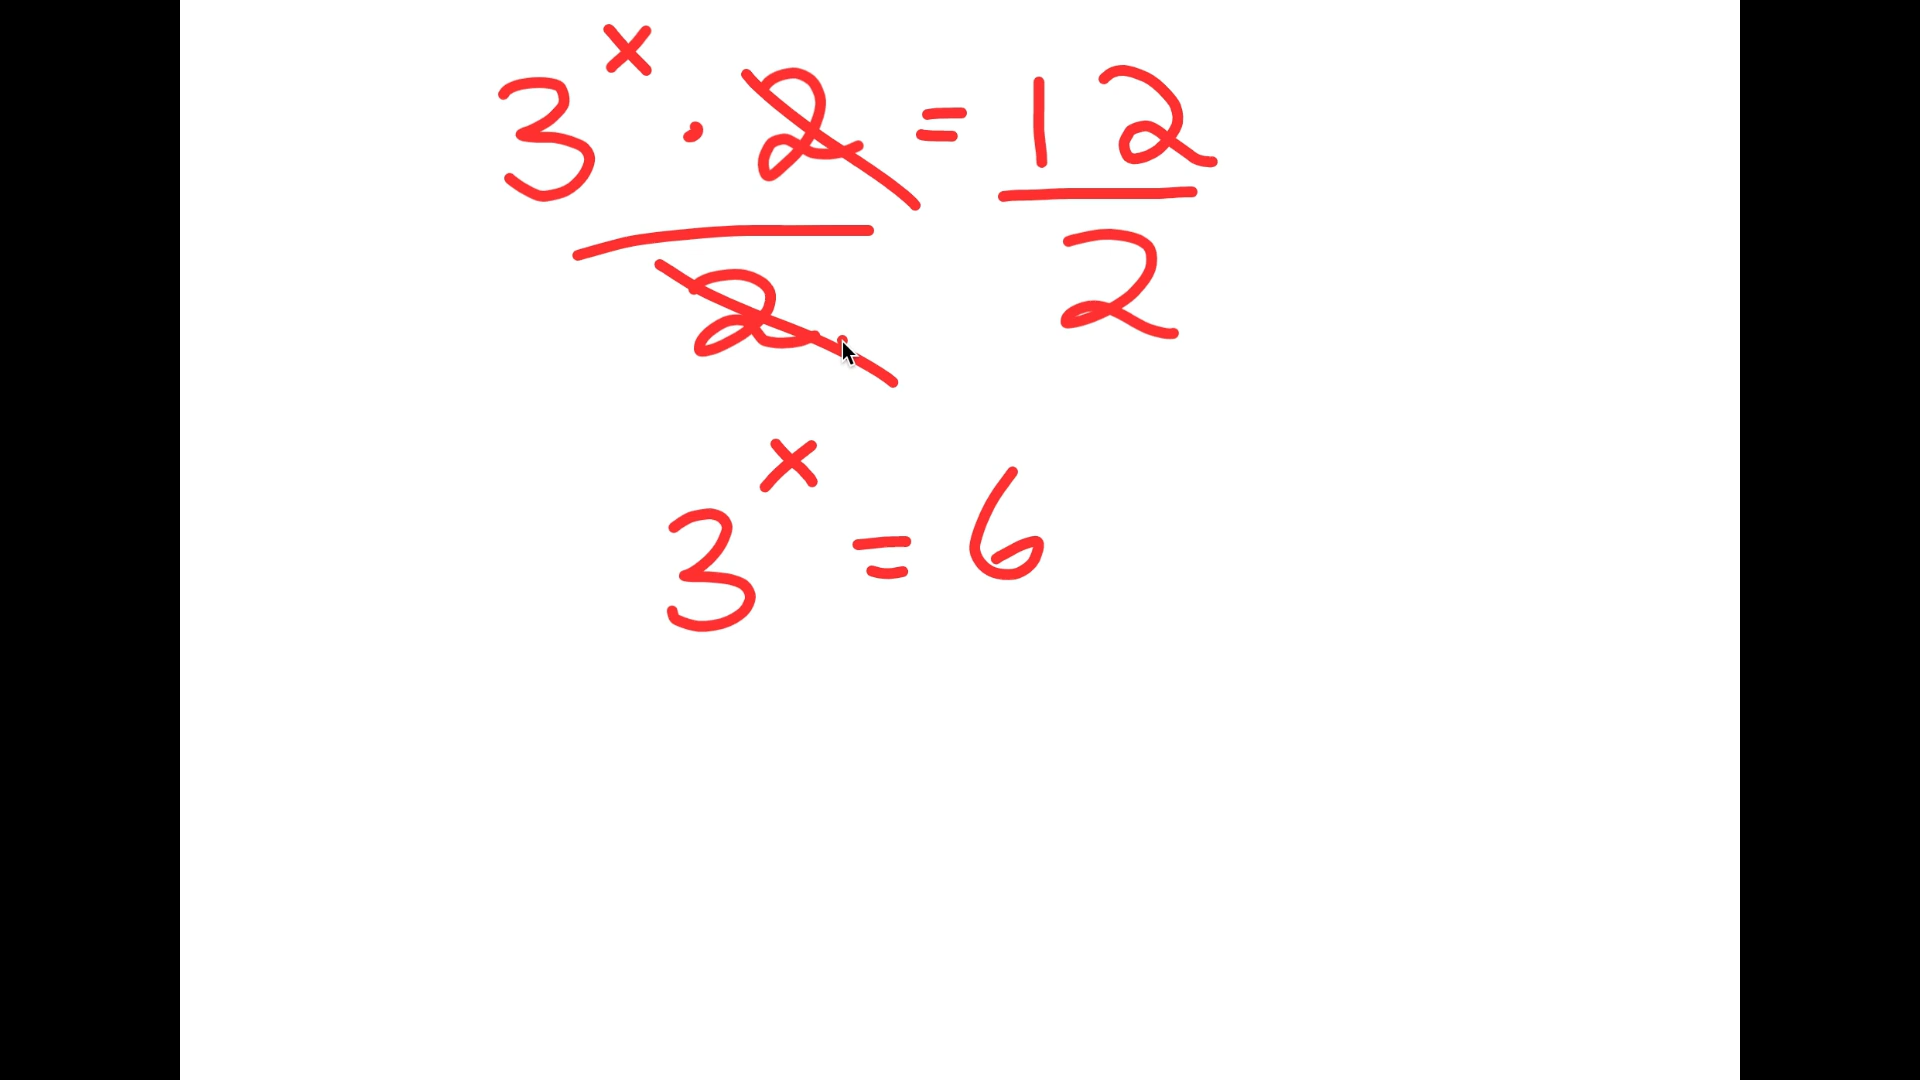 3^x · 2 = 12
2 2
3^x = 6